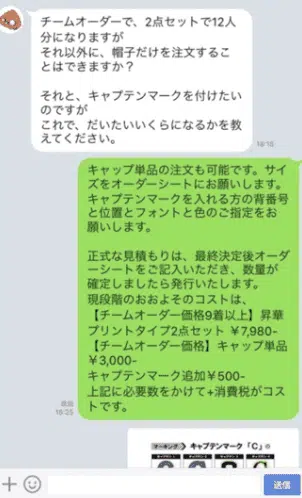 チームオーダーで、2点セットで12人
分になりますが
それ以外に、帽子だけを注文するこ
とはできますか？
それと、キャプテンマークを付けたい
のですが
これで、だいたいいくらになるかを教
えてください。
キャップ単品の注文も可能です。サイ
ズをオーダーシートにお願いします。
キャプテンマークを入れる方の背番号
と位置とフォントと色のご指定をお
願いします。
正式な見積もりは、最終決定後オーダ
ーシートをご記入いただき、数量が
確定しましたら発行いたします。
現段階のおおよそのコストは、
【チームオーダー価格9着以上】昇華
プリントタイプ2点セット ¥7,980-
【チームオーダー価格】キャップ単品
¥3,000-
キャプテンマーク追加¥500-
上記に必要数をかけて+消費税がコ
ストです。
既読
18:25
キャプテンマーク「C」
送信